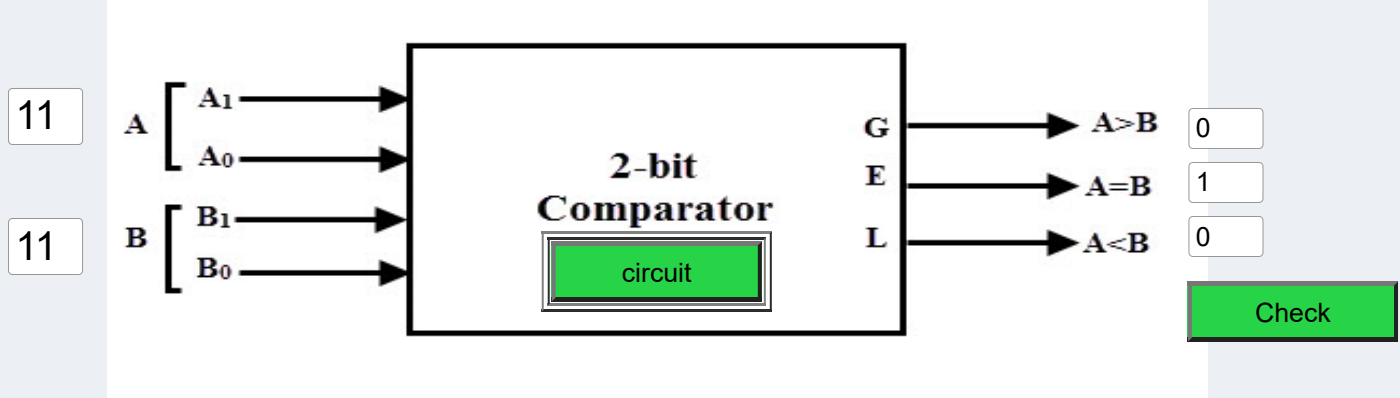 11
A
A1
A0
11
B
B1
B0
2-bit
Comparator
circuit
G
E
L
A>B
0
A=B
1
A<B
0
Check